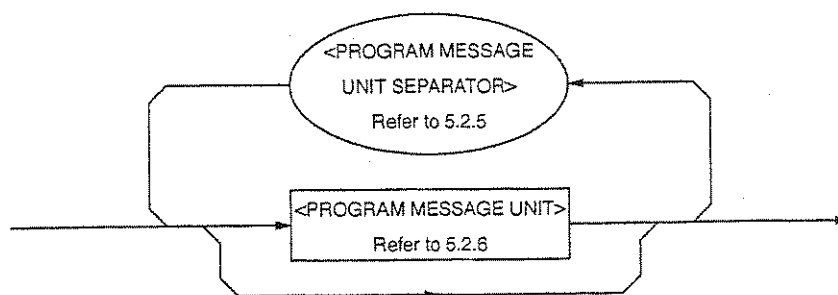 <PROGRAM MESSAGE
UNIT SEPARATOR>
Refer to 5.2.5
<PROGRAM MESSAGE UNIT>
Refer to 5.2.6